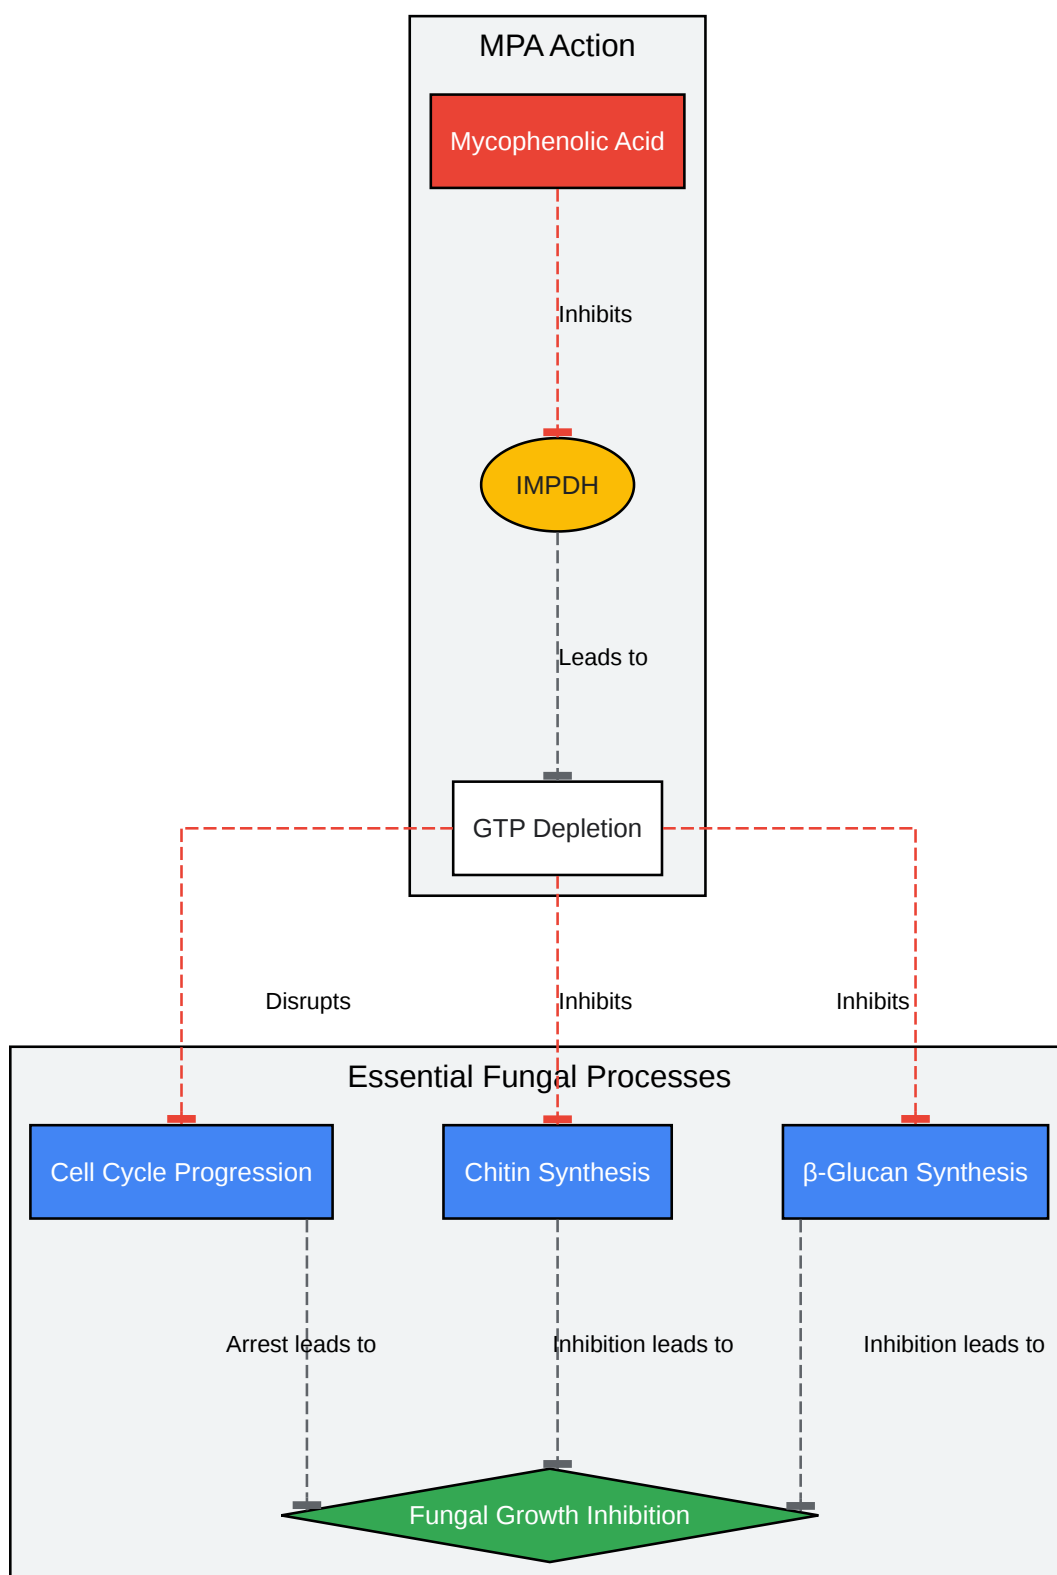 MPA Action
Mycophenolic Acid
Inhibits
IMPDH
Leads to
GTP Depletion
Disrupts
Inhibits
Inhibits
Essential Fungal Processes
Cell Cycle Progression
Chitin Synthesis
β-Glucan Synthesis
Arrest leads to
Inhibition leads to
Inhibition leads to
Fungal Growth Inhibition